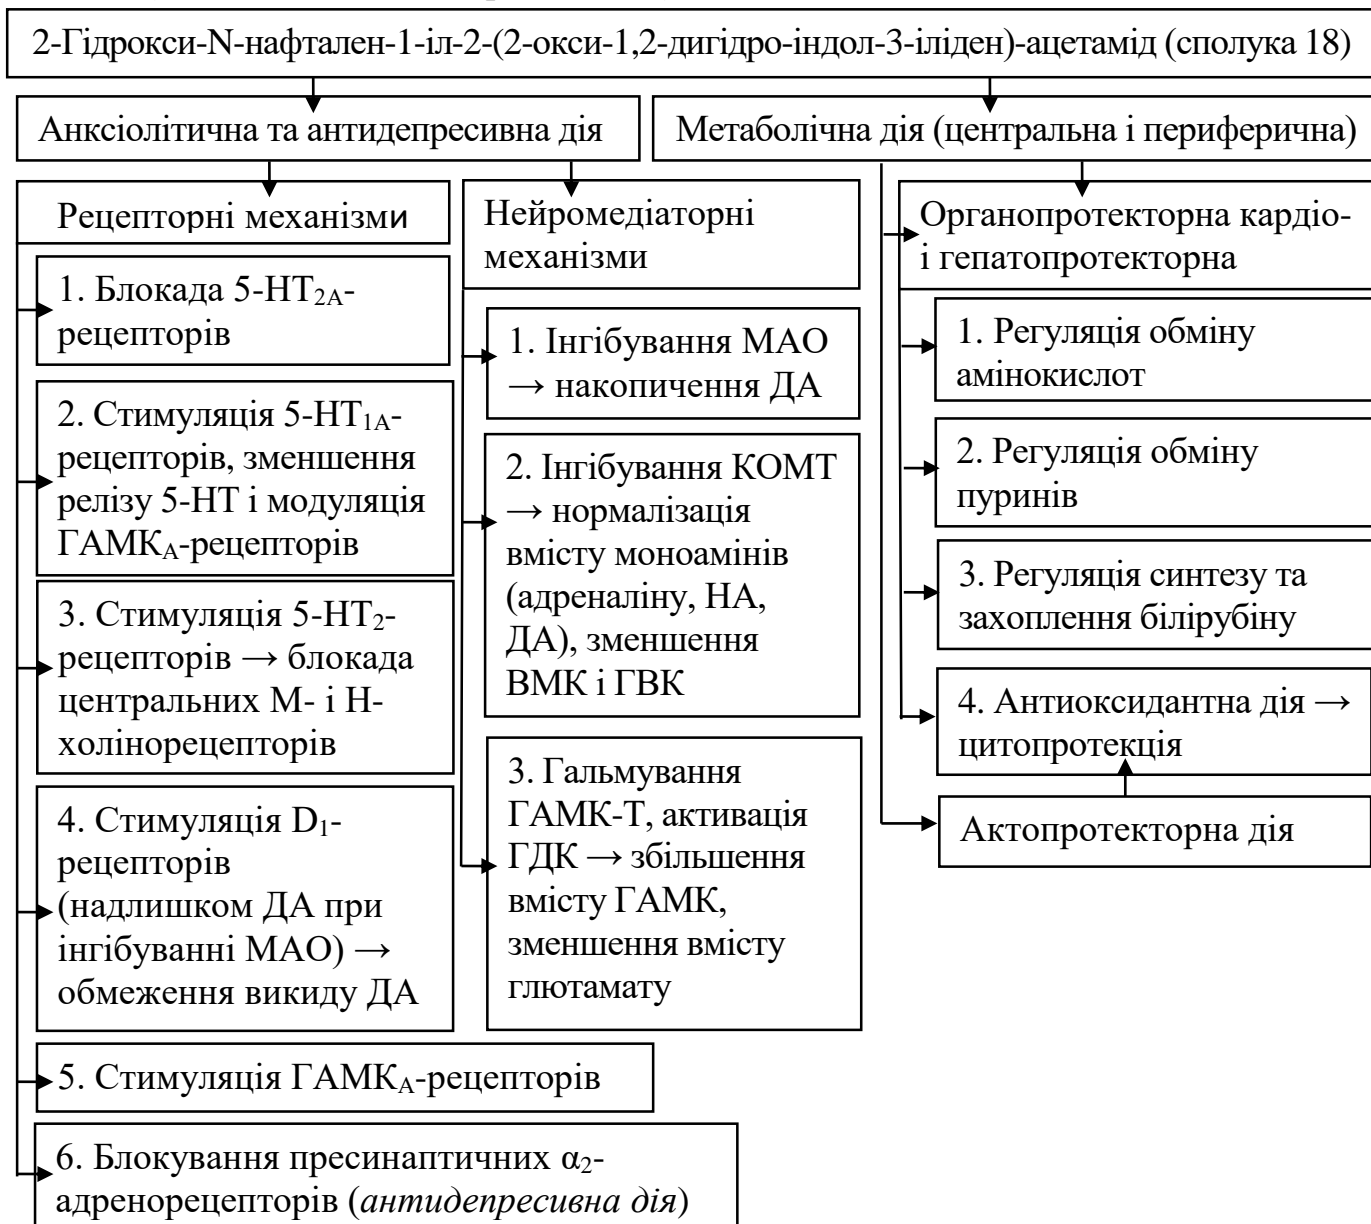 2-Гідрокси-N-нафтален-1-іл-2-(2-окси-1,2-дигідро-індол-3-іліден)-ацетамід (сполука 18)
Анксіолітична та антидепресивна дія
Рецепторні механізми
1. Блокада 5-НТ2А-
рецепторів
2. Стимуляція 5-НТ1А-
рецепторів, зменшення
релізу 5-НТ і модуляція
ГАМКА-рецепторів
3. Стимуляція 5-НТ2-
рецепторів → блокада
центральних М- і Н-
холінорецепторів
4. Стимуляція D1-
рецепторів
(надлишком ДА при
інгібуванні МАО) →
обмеження викиду ДА
5. Стимуляція ГАМКА-рецепторів
6. Блокування пресинаптичних α2-
адренорецепторів (антидепресивна дія)
Нейромедіаторні
механізми
1. Інгібування МАО
→ накопичення ДА
2. Інгібування КОМТ
→ нормалізація
вмісту моноамінів
(адреналіну, НА,
ДА), зменшення
ВМК і ГВК
3. Гальмування
ГАМК-Т, активація
ГДК → збільшення
вмісту ГАМК,
зменшення вмісту
глютамату
Метаболічна дія (центральна і периферична)
Органопротекторна кардіо-
і гепатопротекторна
1. Регуляція обміну
амінокислот
2. Регуляція обміну
пуринів
3. Регуляція синтезу та
захоплення білірубіну
4. Антиоксидантна дія →
цитопротекція
Актопротекторна дія